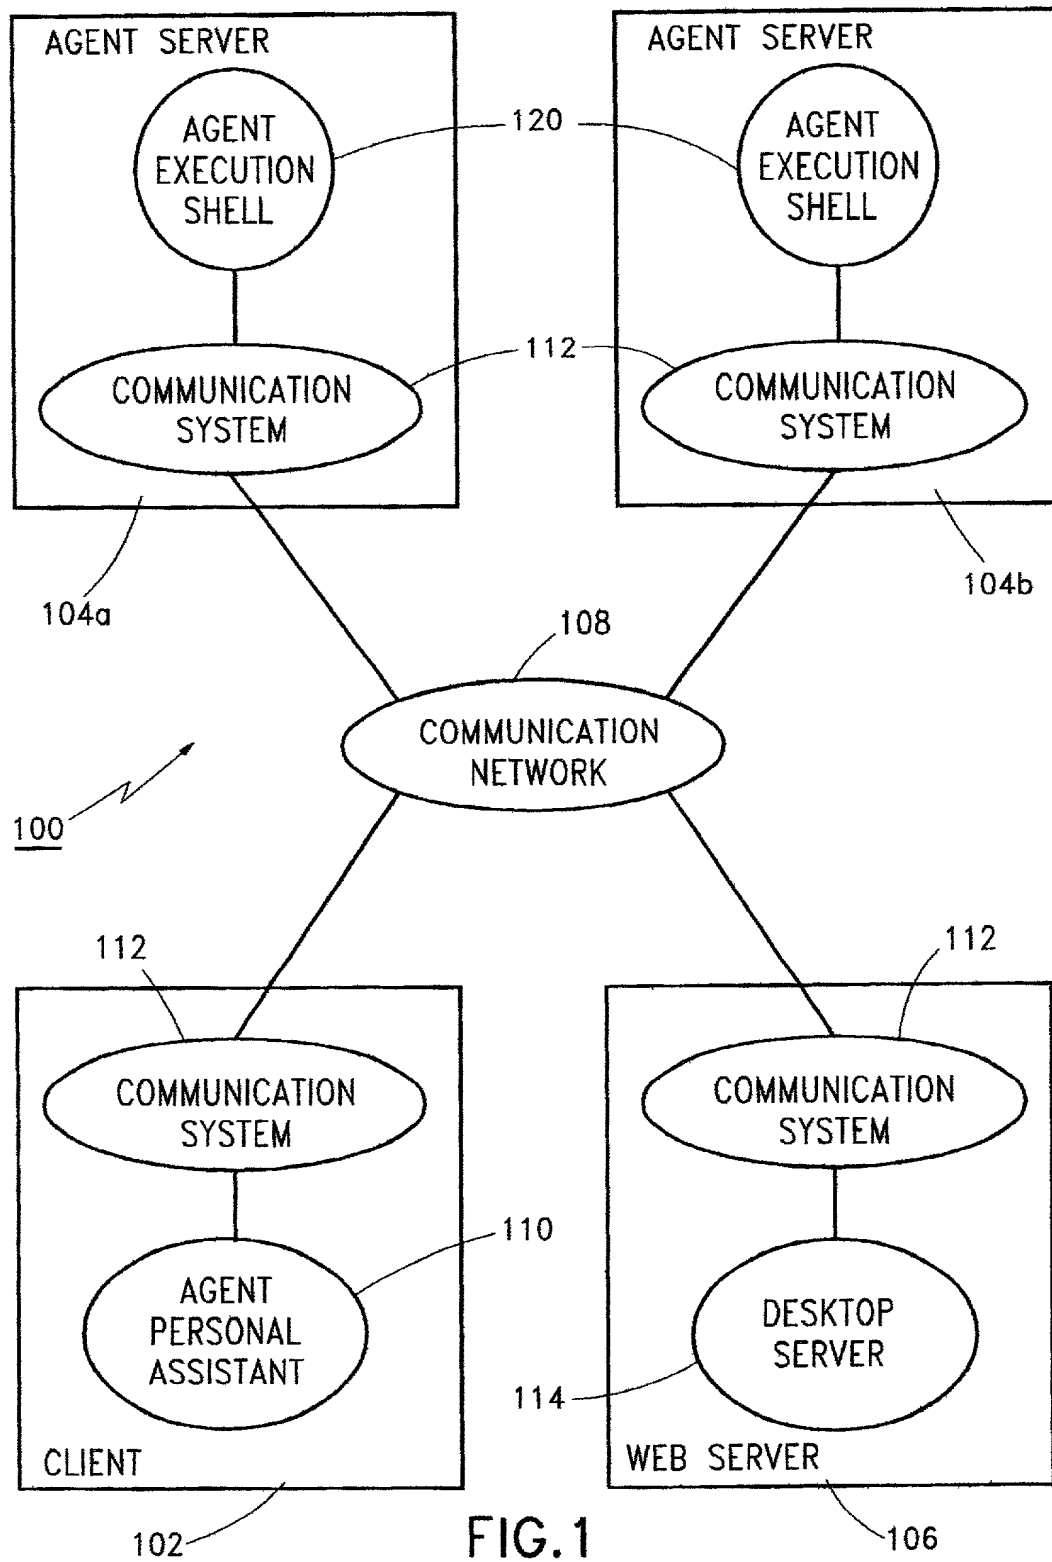 AGENT SERVER
AGENT
EXECUTION
SHELL
120
AGENT SERVER
AGENT
EXECUTION
SHELL
COMMUNICATION
SYSTEM
112
COMMUNICATION
SYSTEM
104a
104b
108
COMMUNICATION
NETWORK
100
112
112
COMMUNICATION
SYSTEM
COMMUNICATION
SYSTEM
110
AGENT
PERSONAL
ASSISTANT
DESKTOP
SERVER
114
CLIENT
WEB SERVER
102
106
FIG.1